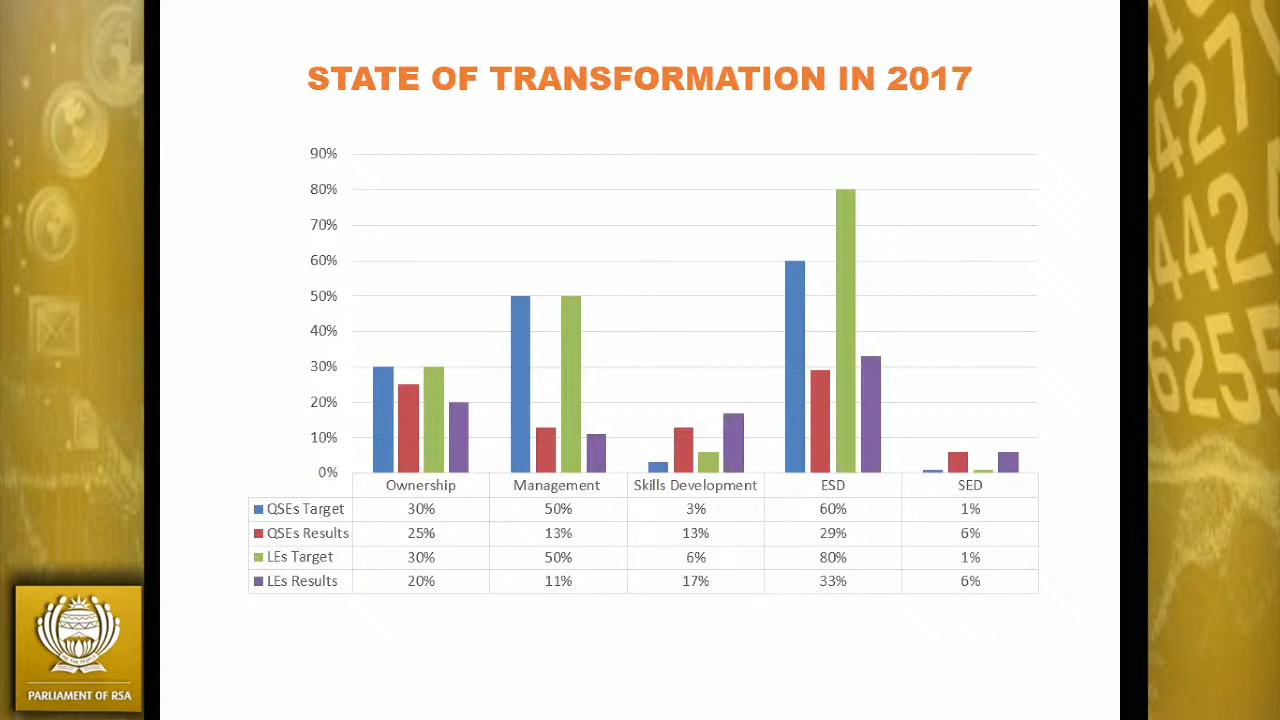 STATE OF TRANSFORMATION IN 2017
90%
80%
70%
60%
50%
40%
30%
20%
10%
0%
Ownership Management Skills Development ESD SED
QSEs Target 30% 50% 3% 60% 1%
QSEs Results 25% 13% 13% 29% 6%
LEs Target 30% 50% 6% 80% 1%
LEs Results 20% 11% 17% 33% 6%
PARLIAMENT OF RSA
6255